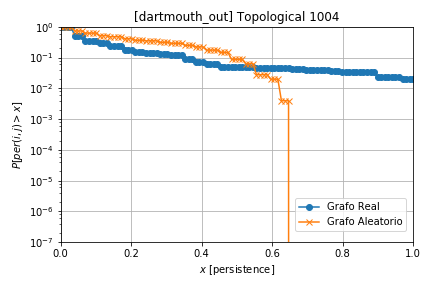 [dartmouth_out] Topological 1004
10^0
10^-1
10^-2
10^-3
10^-4
10^-5
10^-6
10^-7
P[per(i, j) > x]
Grafo Real
Grafo Aleatorio
0.0 0.2 0.4 0.6 0.8 1.0
x [persistence]